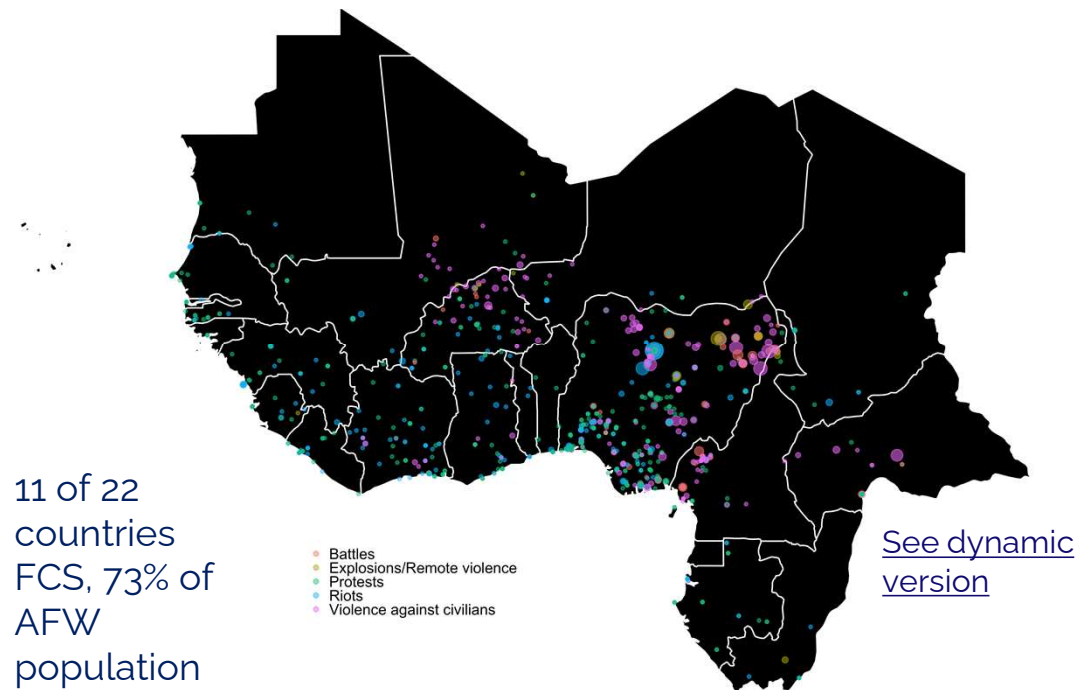 11 of 22
countries
FCS, 73% of
AFW
population
Battles
Explosions/Remote violence
Protests
Riots
Violence against civilians
See dynamic
version